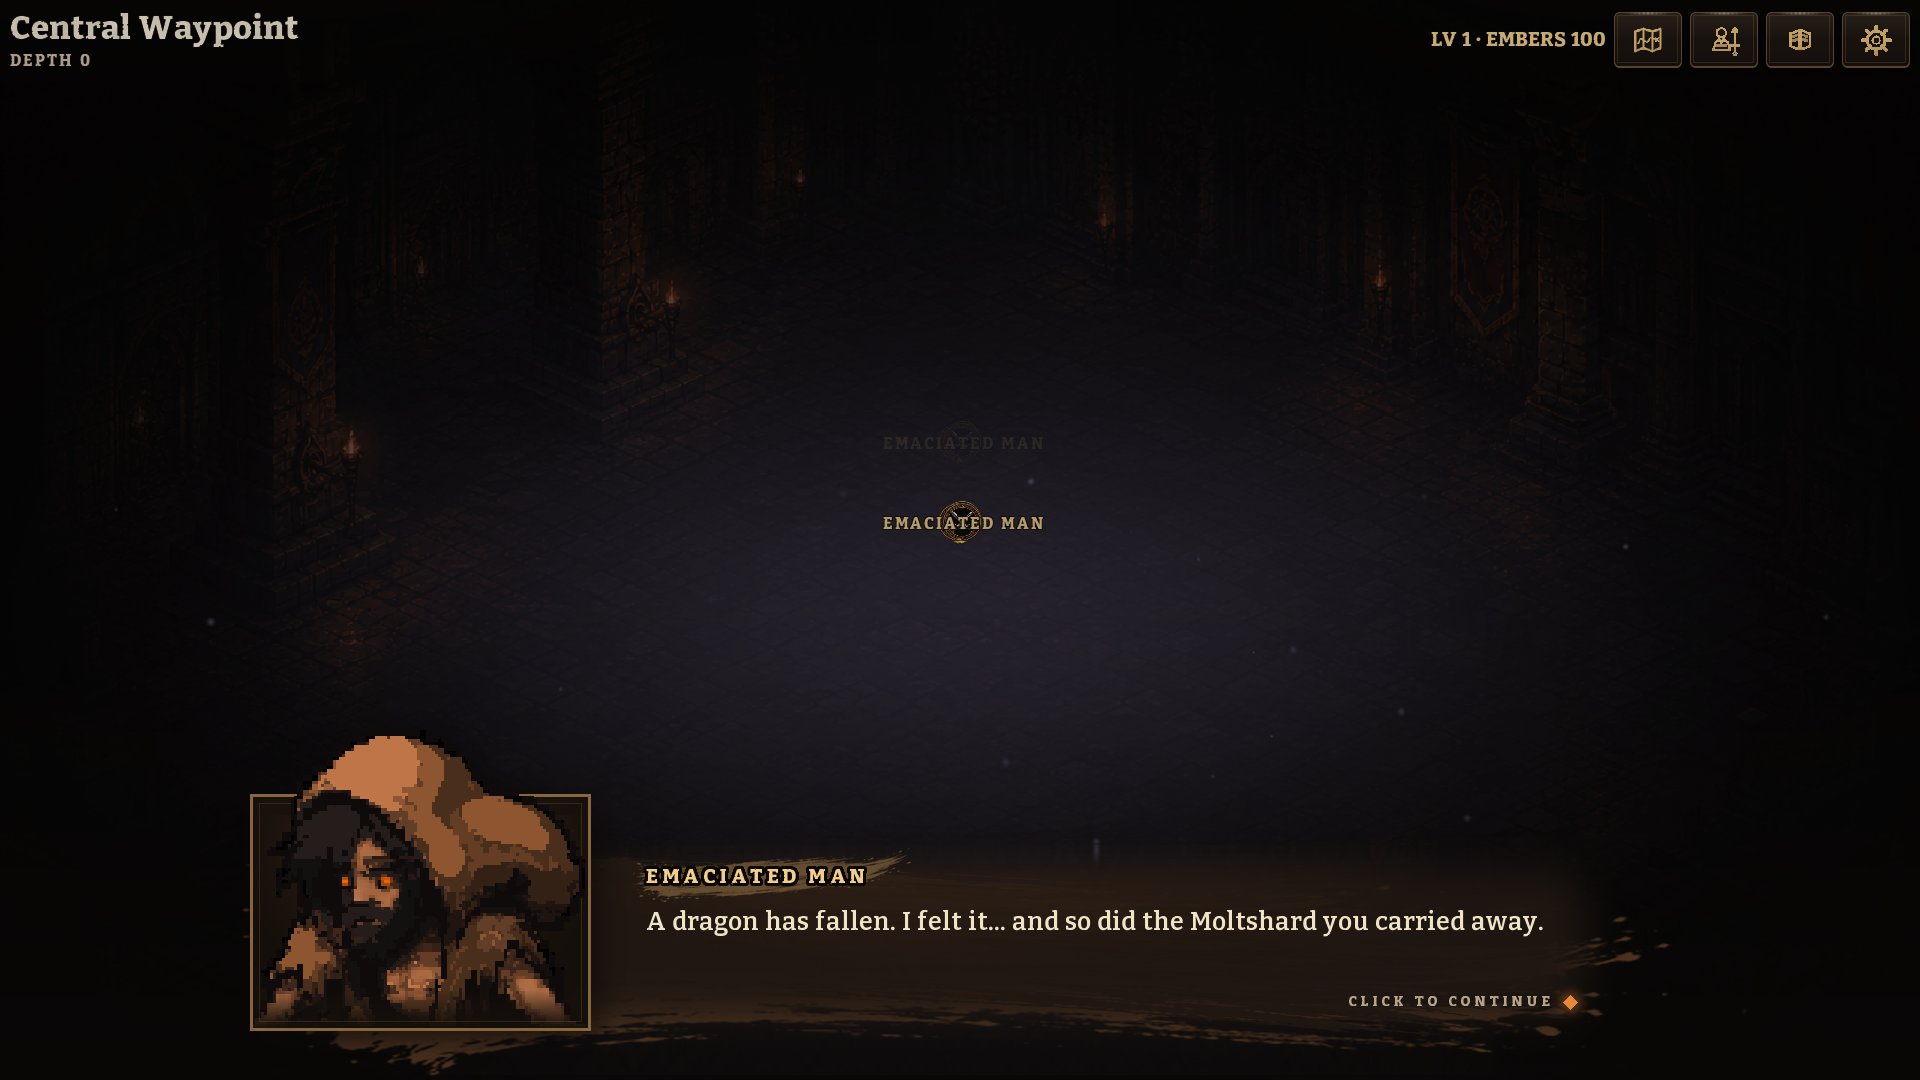 Central Waypoint
DEPTH 0
LV 1 · EMBERS 100
EMACIATED MAN
EMACIATED MAN
EMACIATED MAN
A dragon has fallen. I felt it... and so did the Moltshard you carried away.
CLICK TO CONTINUE